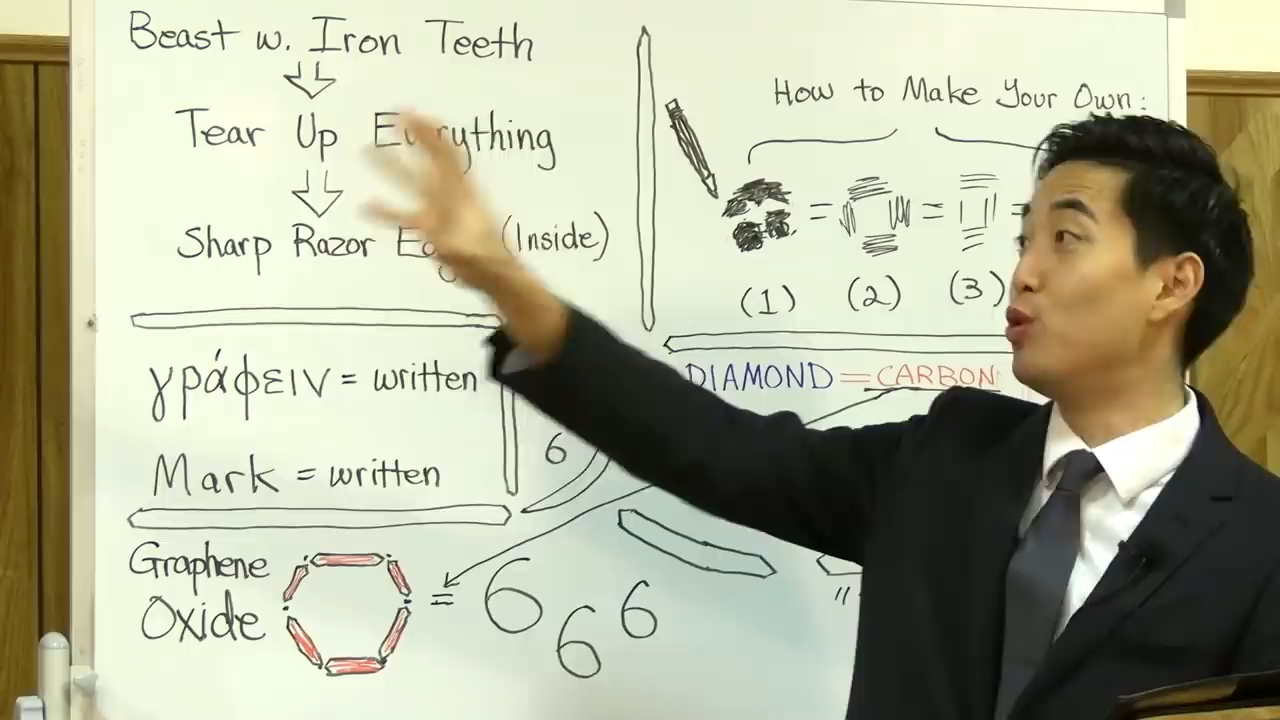 Beast w. Iron Teeth
Tear Up Everything
Sharp Razor (Inside)
γράφειν = written
Mark = written
Graphene
Oxide
= 6 6 6
6
How to Make Your Own:
= = =
(1) (2) (3)
DIAMOND = CARBON